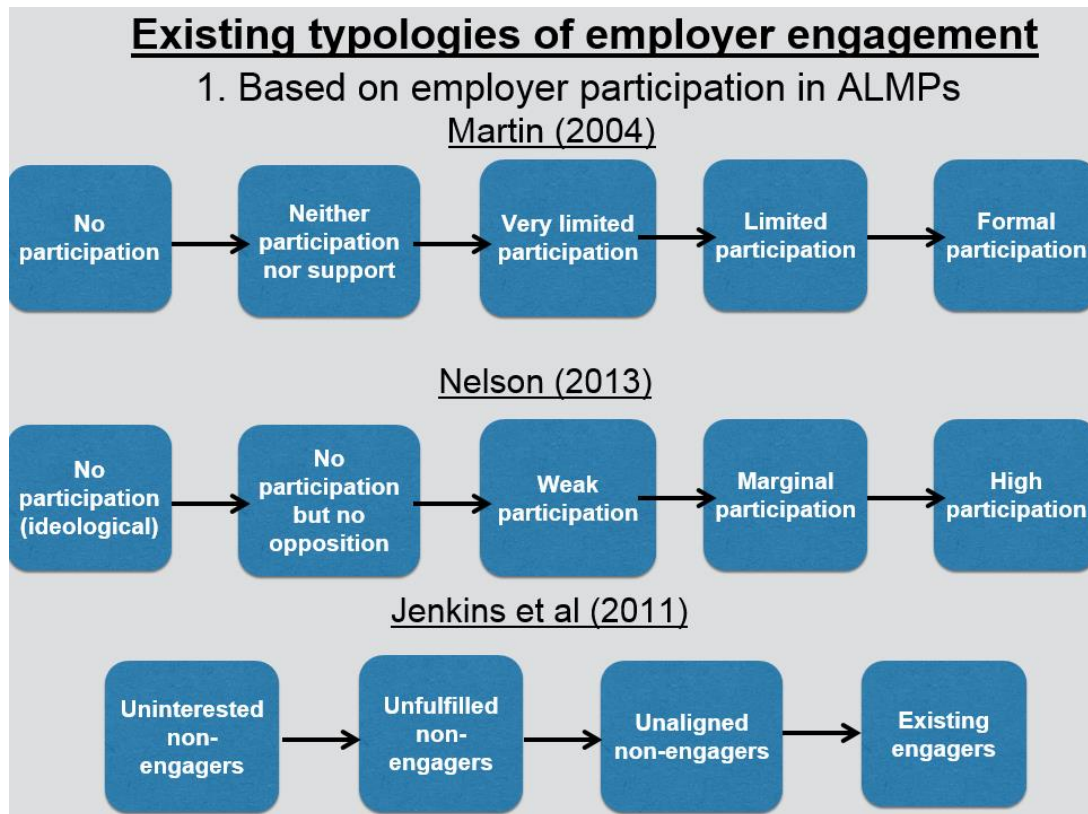 Existing typologies of employer engagement
1. Based on employer participation in ALMPs
Martin (2004)
No
participation
Neither
participation
nor support
Very limited
participation
Limited
participation
Formal
participation
Nelson (2013)
No
participation
(ideological)
No
participation
but no
opposition
Weak
participation
Marginal
participation
High
participation
Jenkins et al (2011)
Uninterested
non-
engagers
Unfulfilled
non-
engagers
Unaligned
non-engagers
Existing
engagers